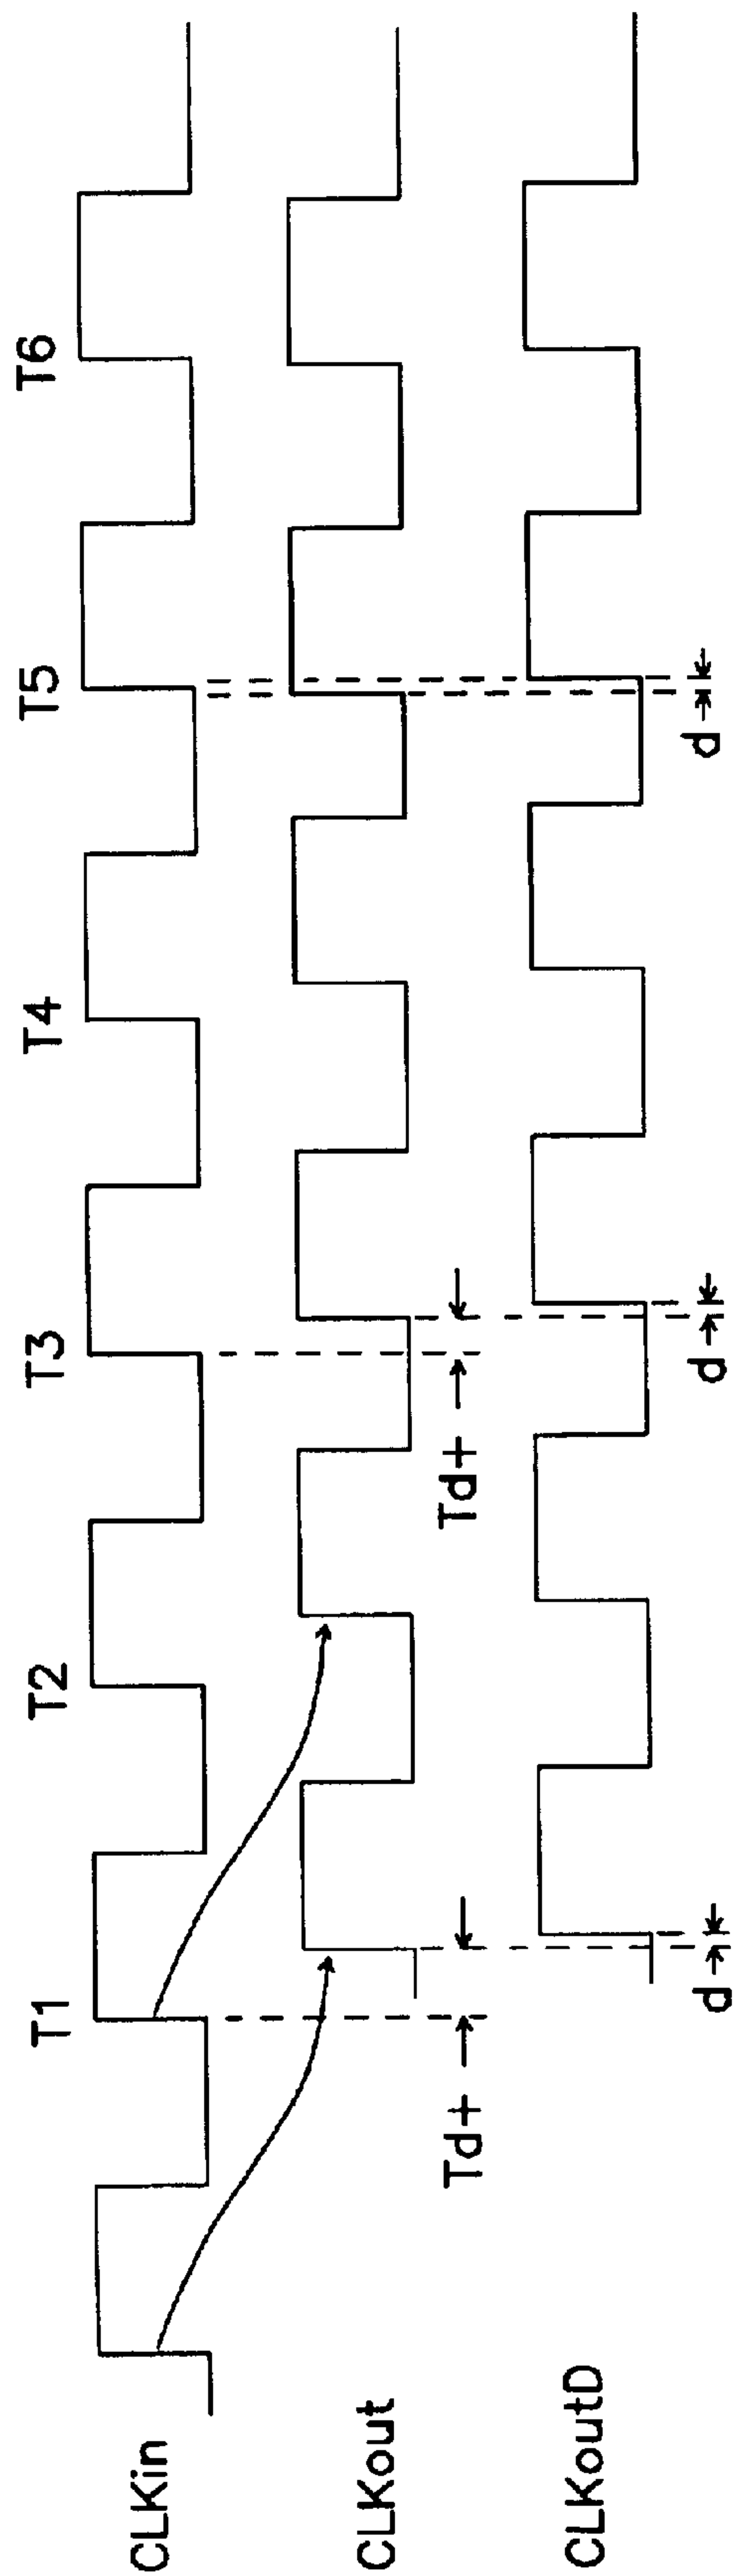 T1 T2 T3 T4 T5 T6
CLKin
Td+ Td+
CLKout
CLKoutD
d d d